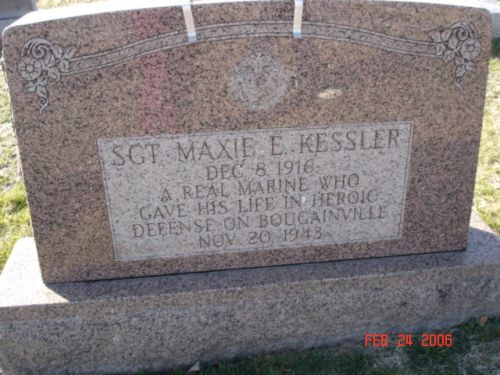 SGT. MAXIE E. KESSLER
DEC. 8, 1916
A REAL MARINE WHO
GAVE HIS LIFE IN HEROIC
DEFENSE ON BOUGAINVILLE
NOV. 20, 1943
FEB 24 2006